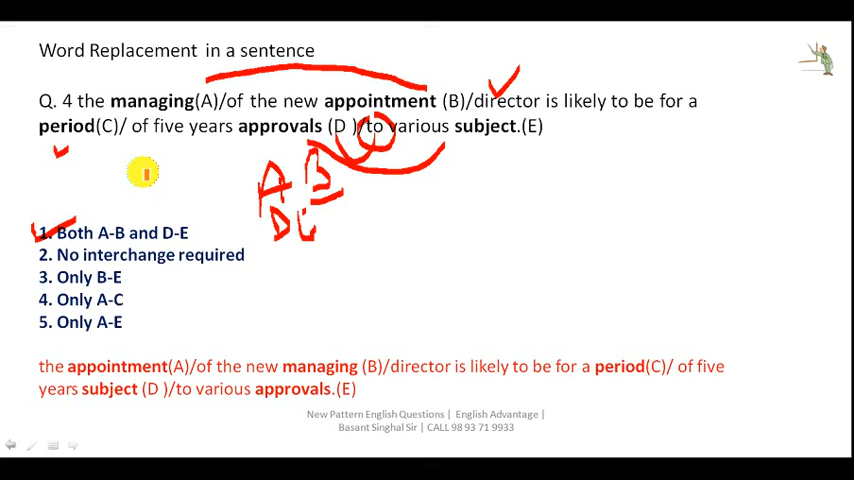 Word Replacement in a sentence
Q. 4 the managing(A)/of the new appointment (B)/director is likely to be for a
period(C)/ of five years approvals (D )/to various subject.(E)
A B
D
1. Both A-B and D-E
2. No interchange required
3. Only B-E
4. Only A-C
5. Only A-E
the appointment(A)/of the new managing (B)/director is likely to be for a period(C)/ of five
years subject (D )/to various approvals.(E)
New Pattern English Questions | English Advantage |
Basant Singhal Sir | CALL 98 93 71 9933